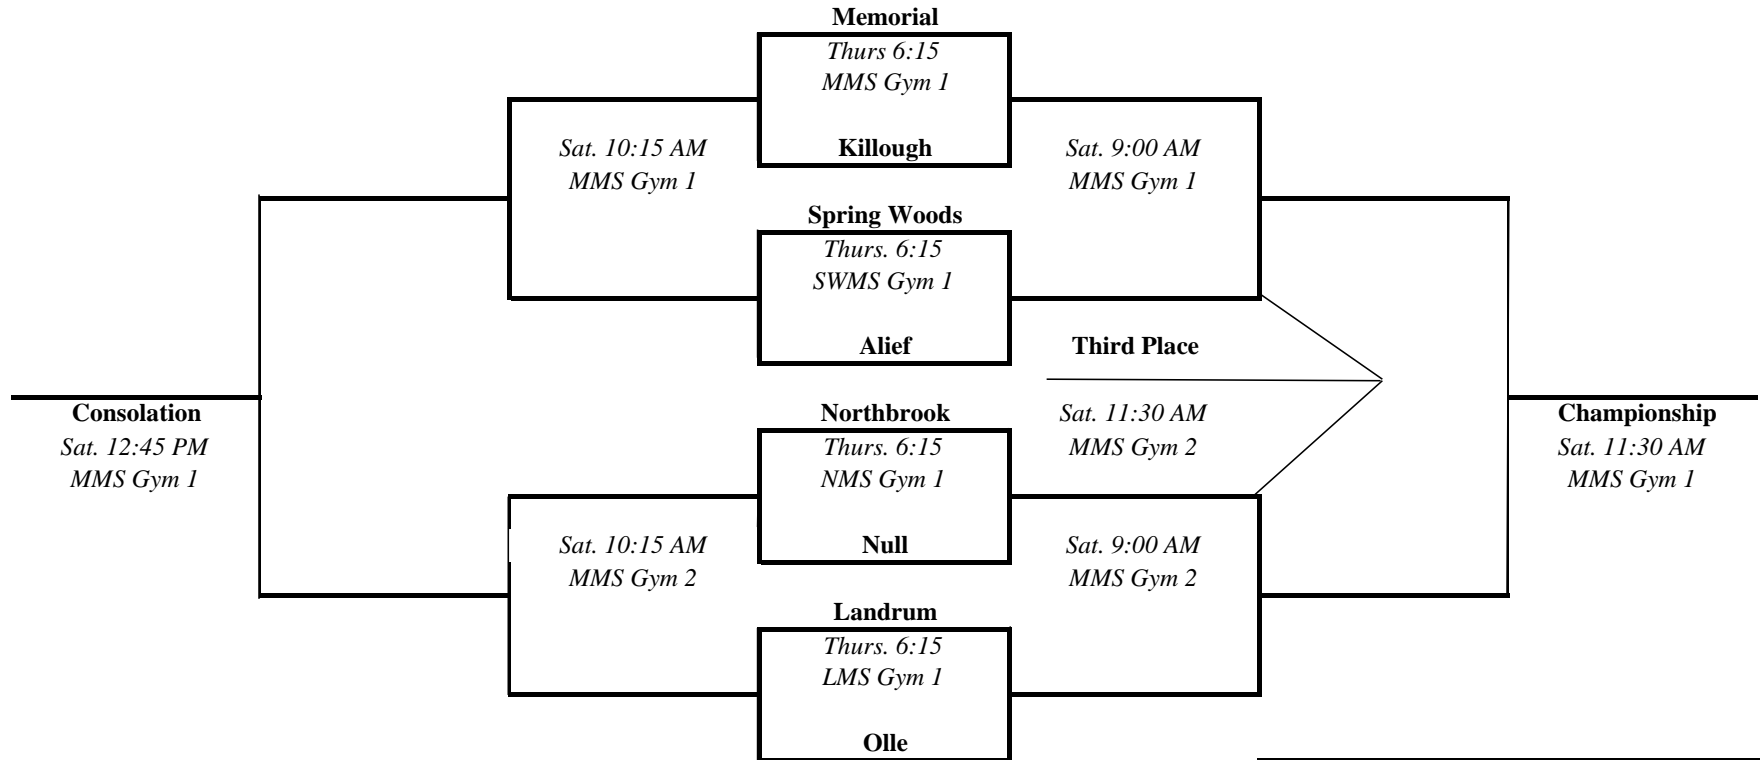 Memorial
Thurs 6:15
MMS Gym 1
Killough
Sat. 10:15 AM
MMS Gym 1
Sat. 9:00 AM
MMS Gym 1
Spring Woods
Thurs. 6:15
SWMS Gym 1
Alief
Third Place
Sat. 11:30 AM
MMS Gym 2
Consolation
Sat. 12:45 PM
MMS Gym 1
Northbrook
Thurs. 6:15
NMS Gym 1
Null
Championship
Sat. 11:30 AM
MMS Gym 1
Sat. 10:15 AM
MMS Gym 2
Sat. 9:00 AM
MMS Gym 2
Landrum
Thurs. 6:15
LMS Gym 1
Olle